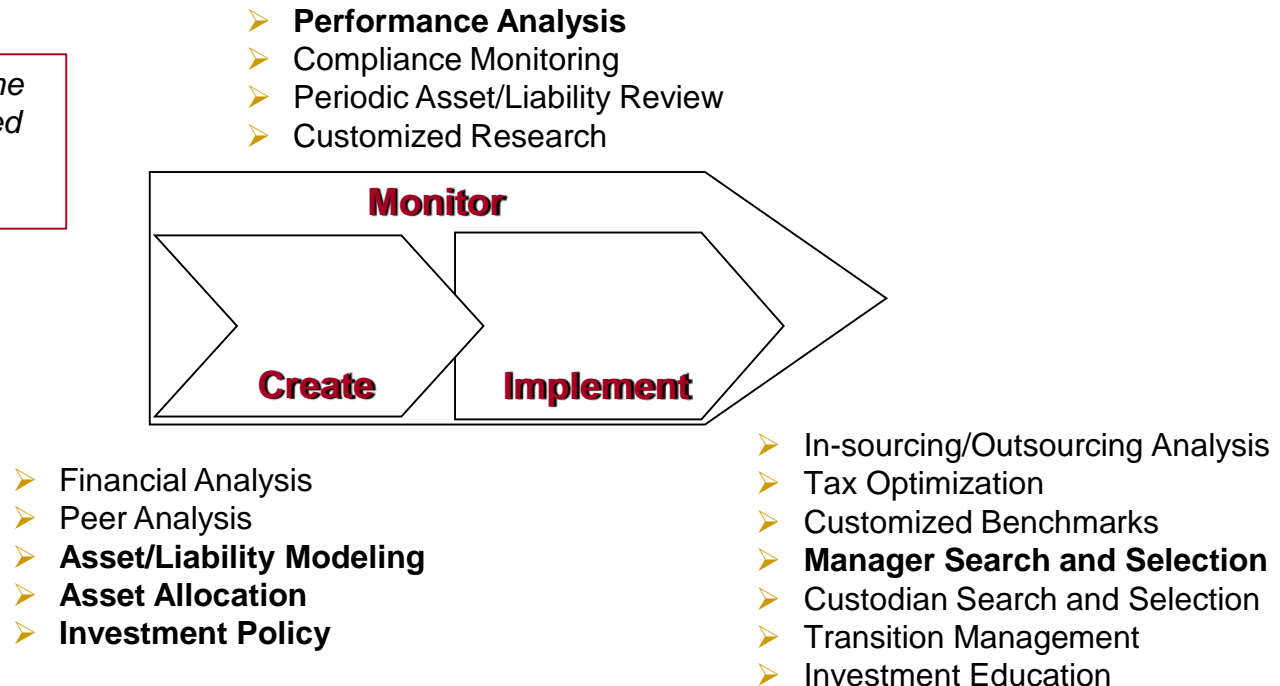 ➢ Performance Analysis
➢ Compliance Monitoring
➢ Periodic Asset/Liability Review
➢ Customized Research
Monitor
Create
Implement
➢ Financial Analysis
➢ Peer Analysis
➢ Asset/Liability Modeling
➢ Asset Allocation
➢ Investment Policy
➢ In-sourcing/Outsourcing Analysis
➢ Tax Optimization
➢ Customized Benchmarks
➢ Manager Search and Selection
➢ Custodian Search and Selection
➢ Transition Management
➢ Investment Education